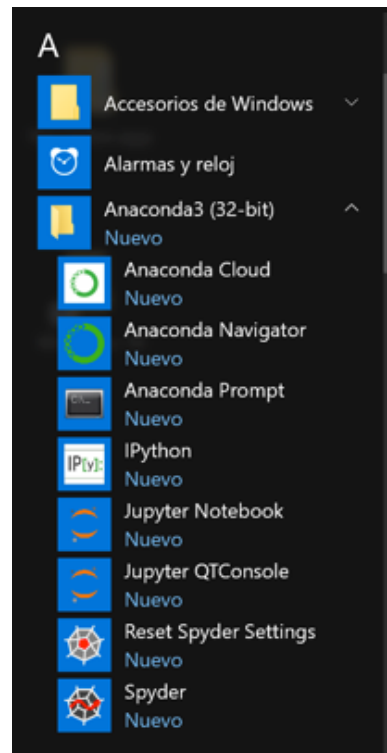 A
Accesorios de Windows
Alarmas y reloj
Anaconda3 (32-bit)
Nuevo
Anaconda Cloud
Nuevo
Anaconda Navigator
Nuevo
Anaconda Prompt
Nuevo
IPython
Nuevo
Jupyter Notebook
Nuevo
Jupyter QTConsole
Nuevo
Reset Spyder Settings
Nuevo
Spyder
Nuevo